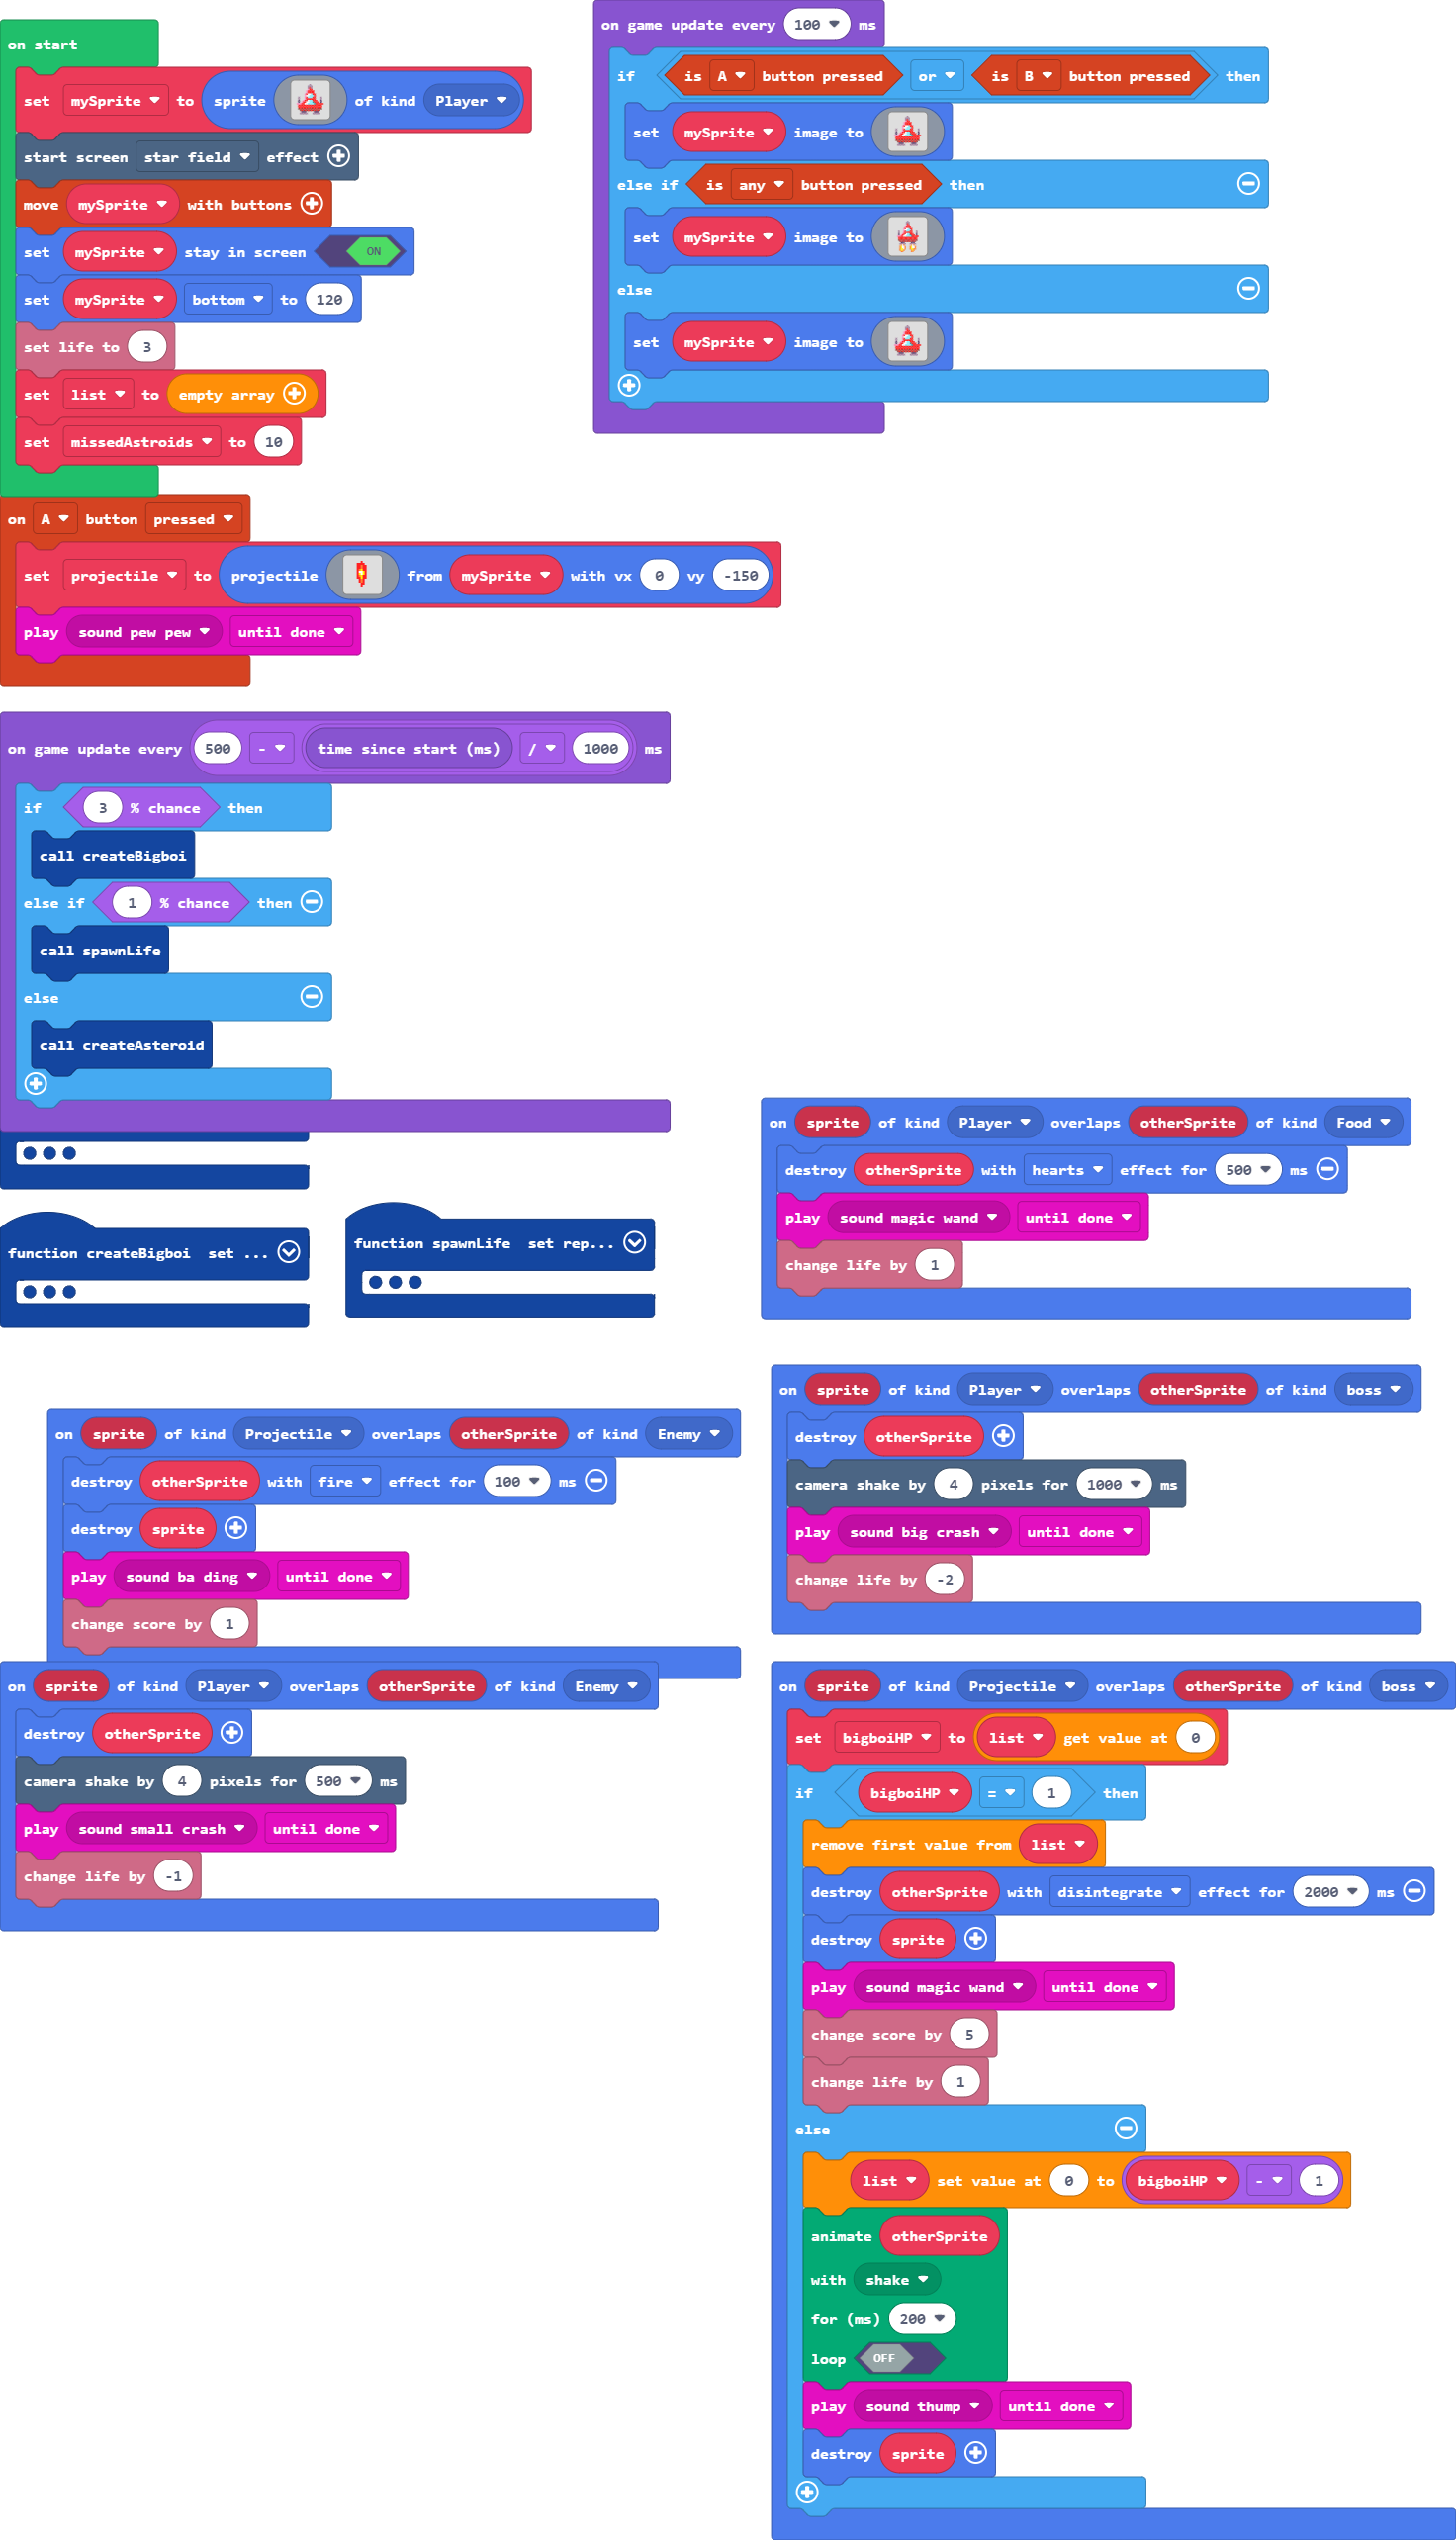 on start
set mySprite to sprite of kind Player
start screen star field effect
move mySprite with buttons
set mySprite stay in screen ON
set mySprite bottom to 120
set life to 3
set list to empty array
set missedAstroids to 10
on game update every 100 ms
if is A button pressed or is B button pressed then
set mySprite image to
else if is any button pressed then
set mySprite image to
else
set mySprite image to
on A button pressed
set projectile to projectile from mySprite with vx 0 vy -150
play sound pew pew until done
on game update every 500 - time since start (ms) / 1000 ms
if 3 % chance then
call createBigboi
else if 1 % chance then
call spawnLife
else
call createAsteroid
function createBigboi set ...
function spawnLife set rep...
on sprite of kind Player overlaps otherSprite of kind Food
destroy otherSprite with hearts effect for 500 ms
play sound magic wand until done
change life by 1
on sprite of kind Projectile overlaps otherSprite of kind Enemy
destroy otherSprite with fire effect for 100 ms
destroy sprite
play sound ba ding until done
change score by 1
on sprite of kind Player overlaps otherSprite of kind boss
destroy otherSprite
camera shake by 4 pixels for 1000 ms
play sound big crash until done
change life by -2
on sprite of kind Player overlaps otherSprite of kind Enemy
destroy otherSprite
camera shake by 4 pixels for 500 ms
play sound small crash until done
change life by -1
on sprite of kind Projectile overlaps otherSprite of kind boss
set bigboiHP to list get value at 0
if bigboiHP = 1 then
remove first value from list
destroy otherSprite with disintegrate effect for 2000 ms
destroy sprite
play sound magic wand until done
change score by 5
change life by 1
else
list set value at 0 to bigboiHP - 1
animate otherSprite
with shake
for (ms) 200
loop OFF
play sound thump until done
destroy sprite